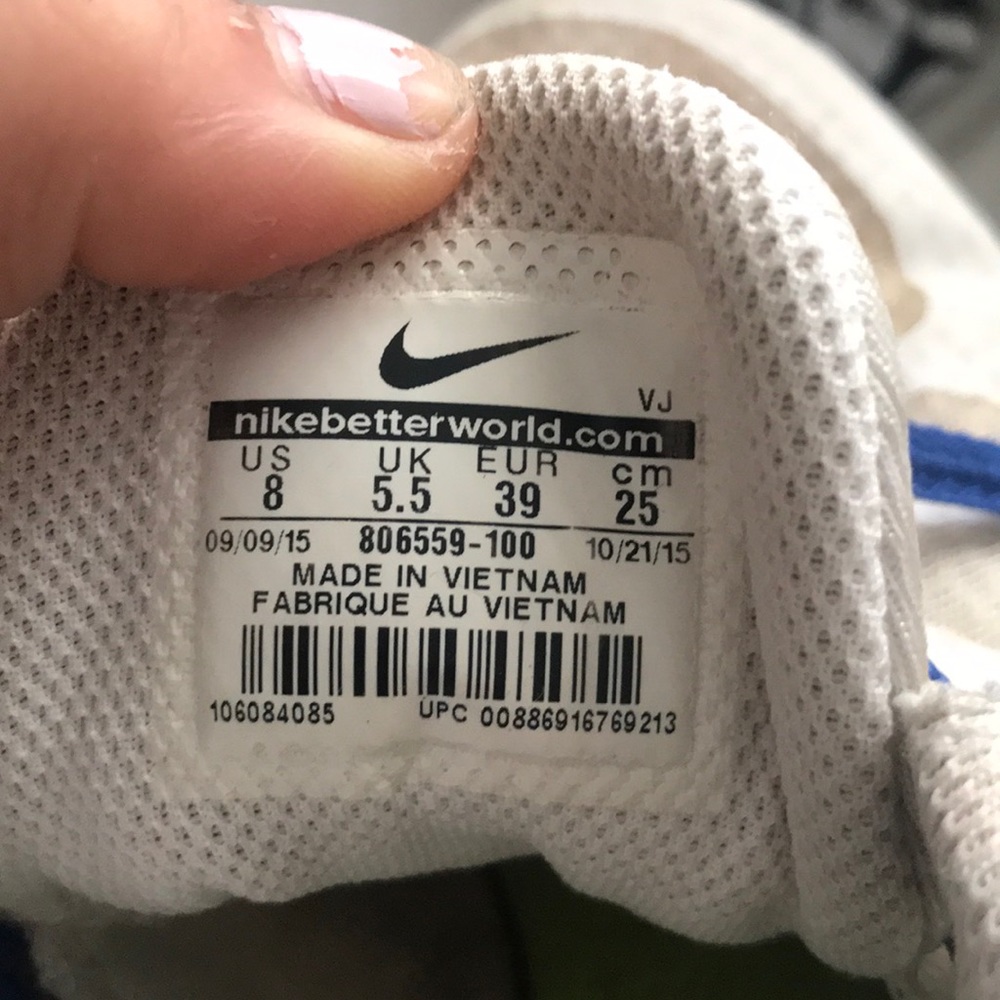 VJ
nikebetterworld.com
US UK EUR cm
8 5.5 39 25
09/09/15 806559-100 10/21/15
MADE IN VIETNAM
FABRIQUE AU VIETNAM
106084085 UPC 00886916769213